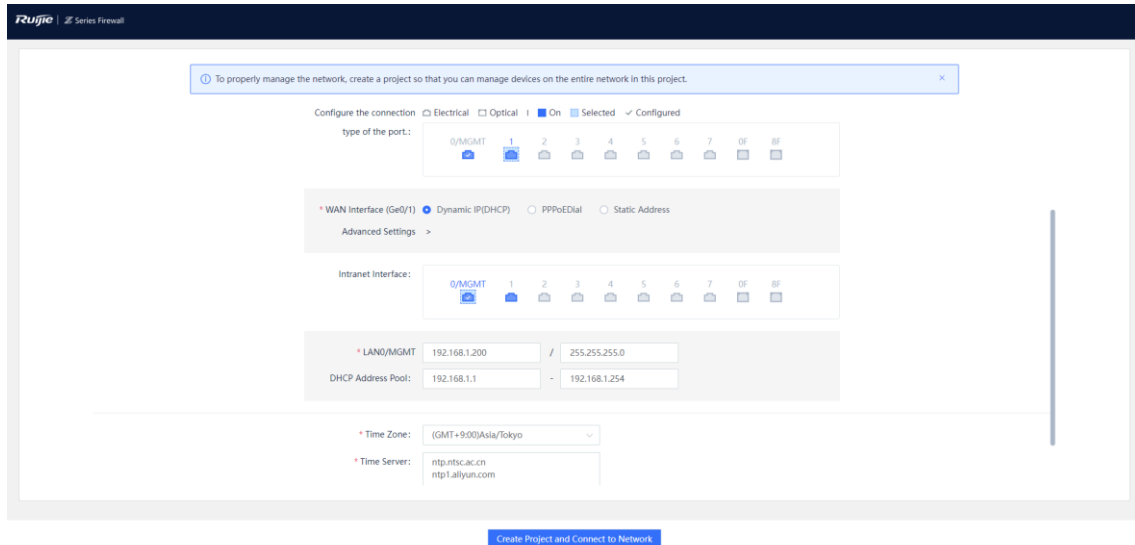 Ruijie | Z Series Firewall
To properly manage the network, create a project so that you can manage devices on the entire network in this project. ×
Configure the connection Electrical Optical | On Selected Configured
type of the port.:
0/MGMT 1 2 3 4 5 6 7 0F 8F
* WAN Interface (Ge0/1) Dynamic IP(DHCP) PPPoEDial Static Address
Advanced Settings >
Intranet Interface:
0/MGMT 1 2 3 4 5 6 7 0F 8F
* LAN0/MGMT 192.168.1.200 / 255.255.255.0
DHCP Address Pool: 192.168.1.1 - 192.168.1.254
* Time Zone: (GMT+9:00)Asia/Tokyo
* Time Server: ntp.ntsc.ac.cn
ntp1.aliyun.com
Create Project and Connect to Network